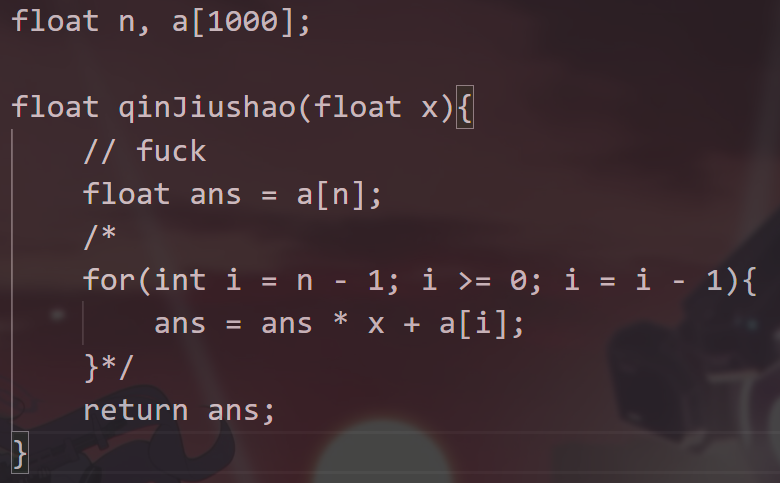 float n, a[1000];
float qinJiushao(float x){
// fuck
float ans = a[n];
/*
for(int i = n - 1; i >= 0; i = i - 1){
ans = ans * x + a[i];
}*/
return ans;
}